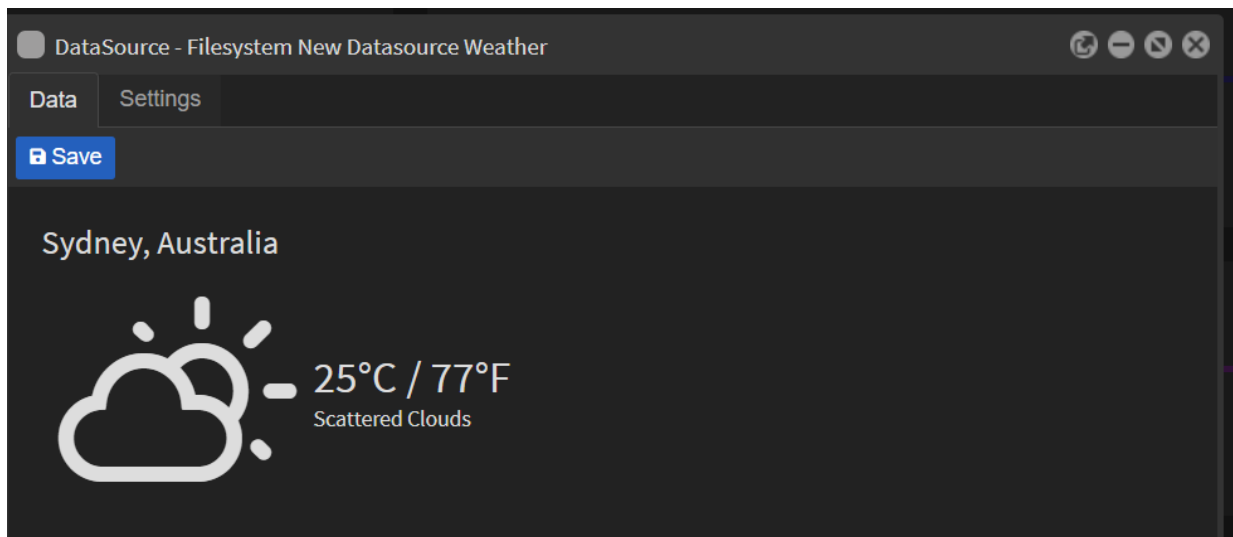 DataSource - Filesystem New Datasource Weather
Data Settings
Save
Sydney, Australia
25°C / 77°F
Scattered Clouds